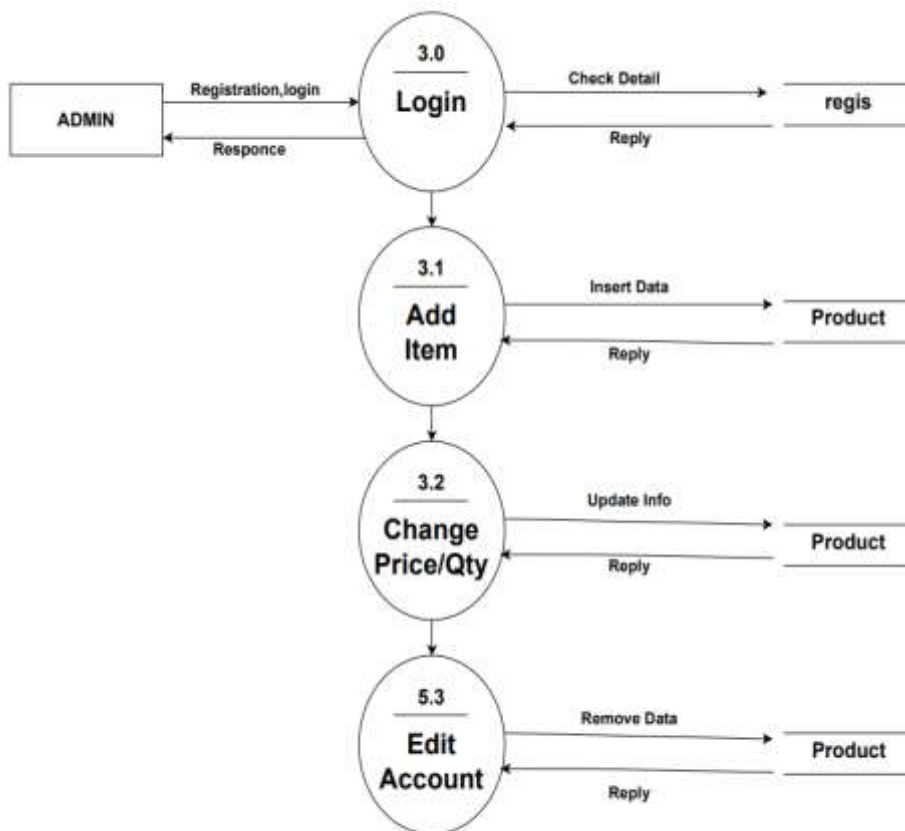 3.0
Login
Registration,login
Check Detail
ADMIN
regis
Responce
Reply
3.1
Add
Item
Insert Data
Product
Reply
3.2
Change
Price/Qty
Update Info
Product
Reply
5.3
Edit
Account
Remove Data
Product
Reply